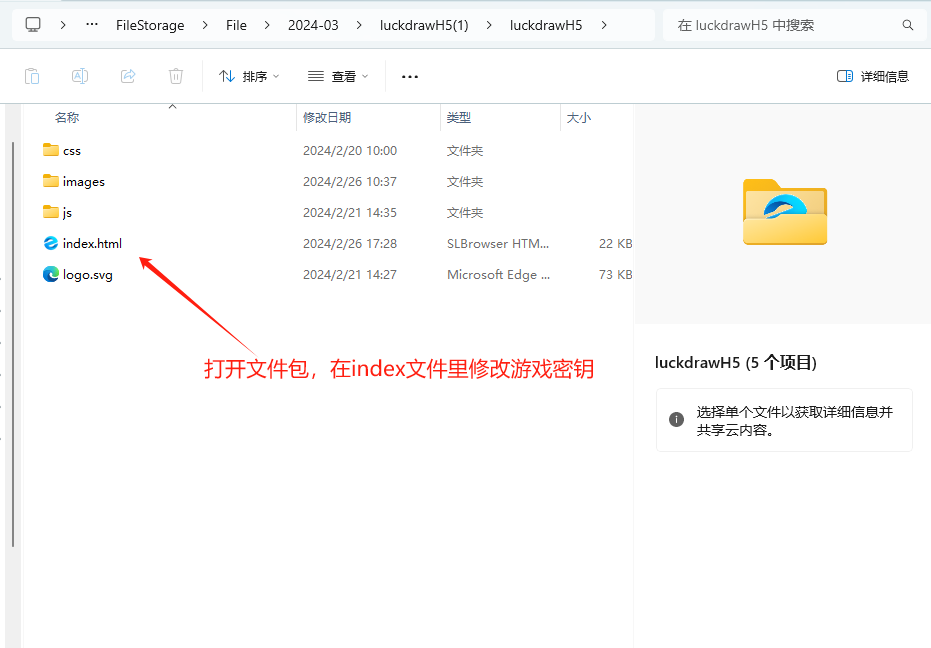 FileStorage > File > 2024-03 > luckdrawH5(1) > luckdrawH5 >
在 luckdrawH5 中搜索
排序 查看 ... 详细信息
名称 修改日期 类型 大小
css 2024/2/20 10:00 文件夹
images 2024/2/26 10:37 文件夹
js 2024/2/21 14:35 文件夹
index.html 2024/2/26 17:28 SLBrowser HTM... 22 KB
logo.svg 2024/2/21 14:27 Microsoft Edge ... 73 KB
打开文件包，在index文件里修改游戏密钥
luckdrawH5 (5 个项目)
选择单个文件以获取详细信息并
共享云内容。